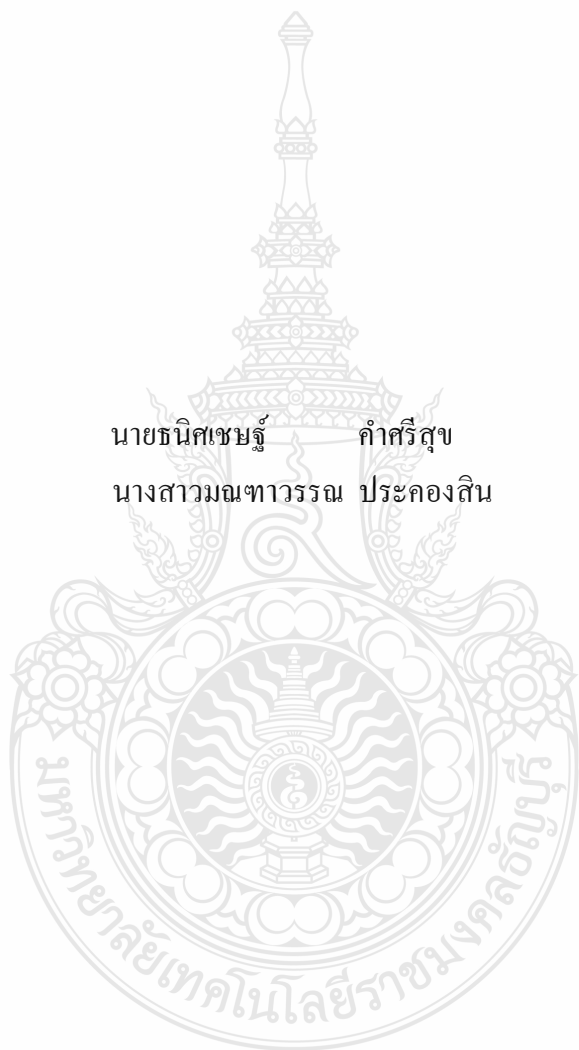 นายธนิศเชษฐ์ คำศรีสุข
นางสาวมณฑาวรรณ ประคองสิน
มหาวิทยาลัยเทคโนโลยีราชมงคลธัญบุรี